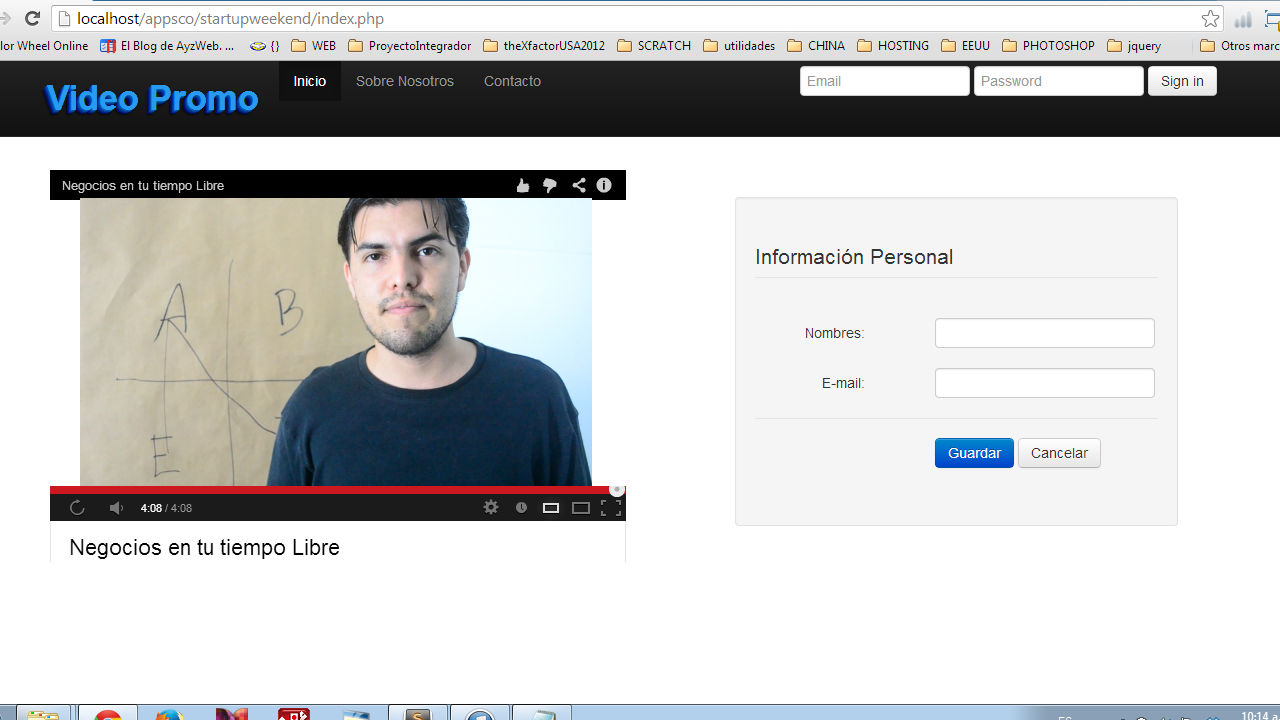 localhost/appsco/startupweekend/index.php
lor Wheel Online El Blog de AyzWeb. ... {} WEB ProyectoIntegrador theXfactorUSA2012 SCRATCH utilidades CHINA HOSTING EEUU PHOTOSHOP jquery Otros marc
Video Promo
Inicio Sobre Nosotros Contacto
Email Password Sign in
Negocios en tu tiempo Libre
A B
E
4:08 / 4:08
Negocios en tu tiempo Libre
Información Personal
Nombres:
E-mail:
Guardar Cancelar
10:14 a